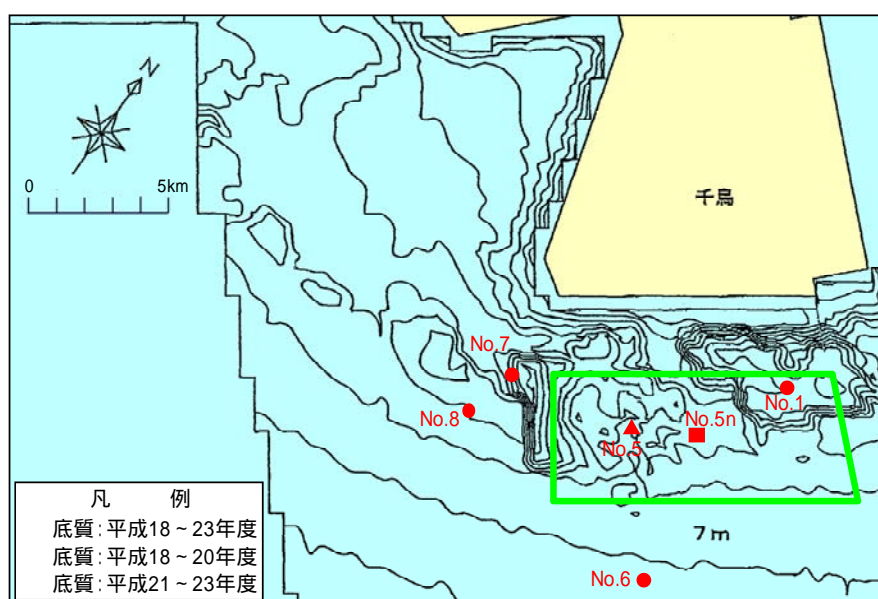 N
0 5km
千鳥
No.7
No.8
No.1
No.5n
No.5
7m
No.6
凡 例
底質:平成18~23年度
底質:平成18~20年度
底質:平成21~23年度